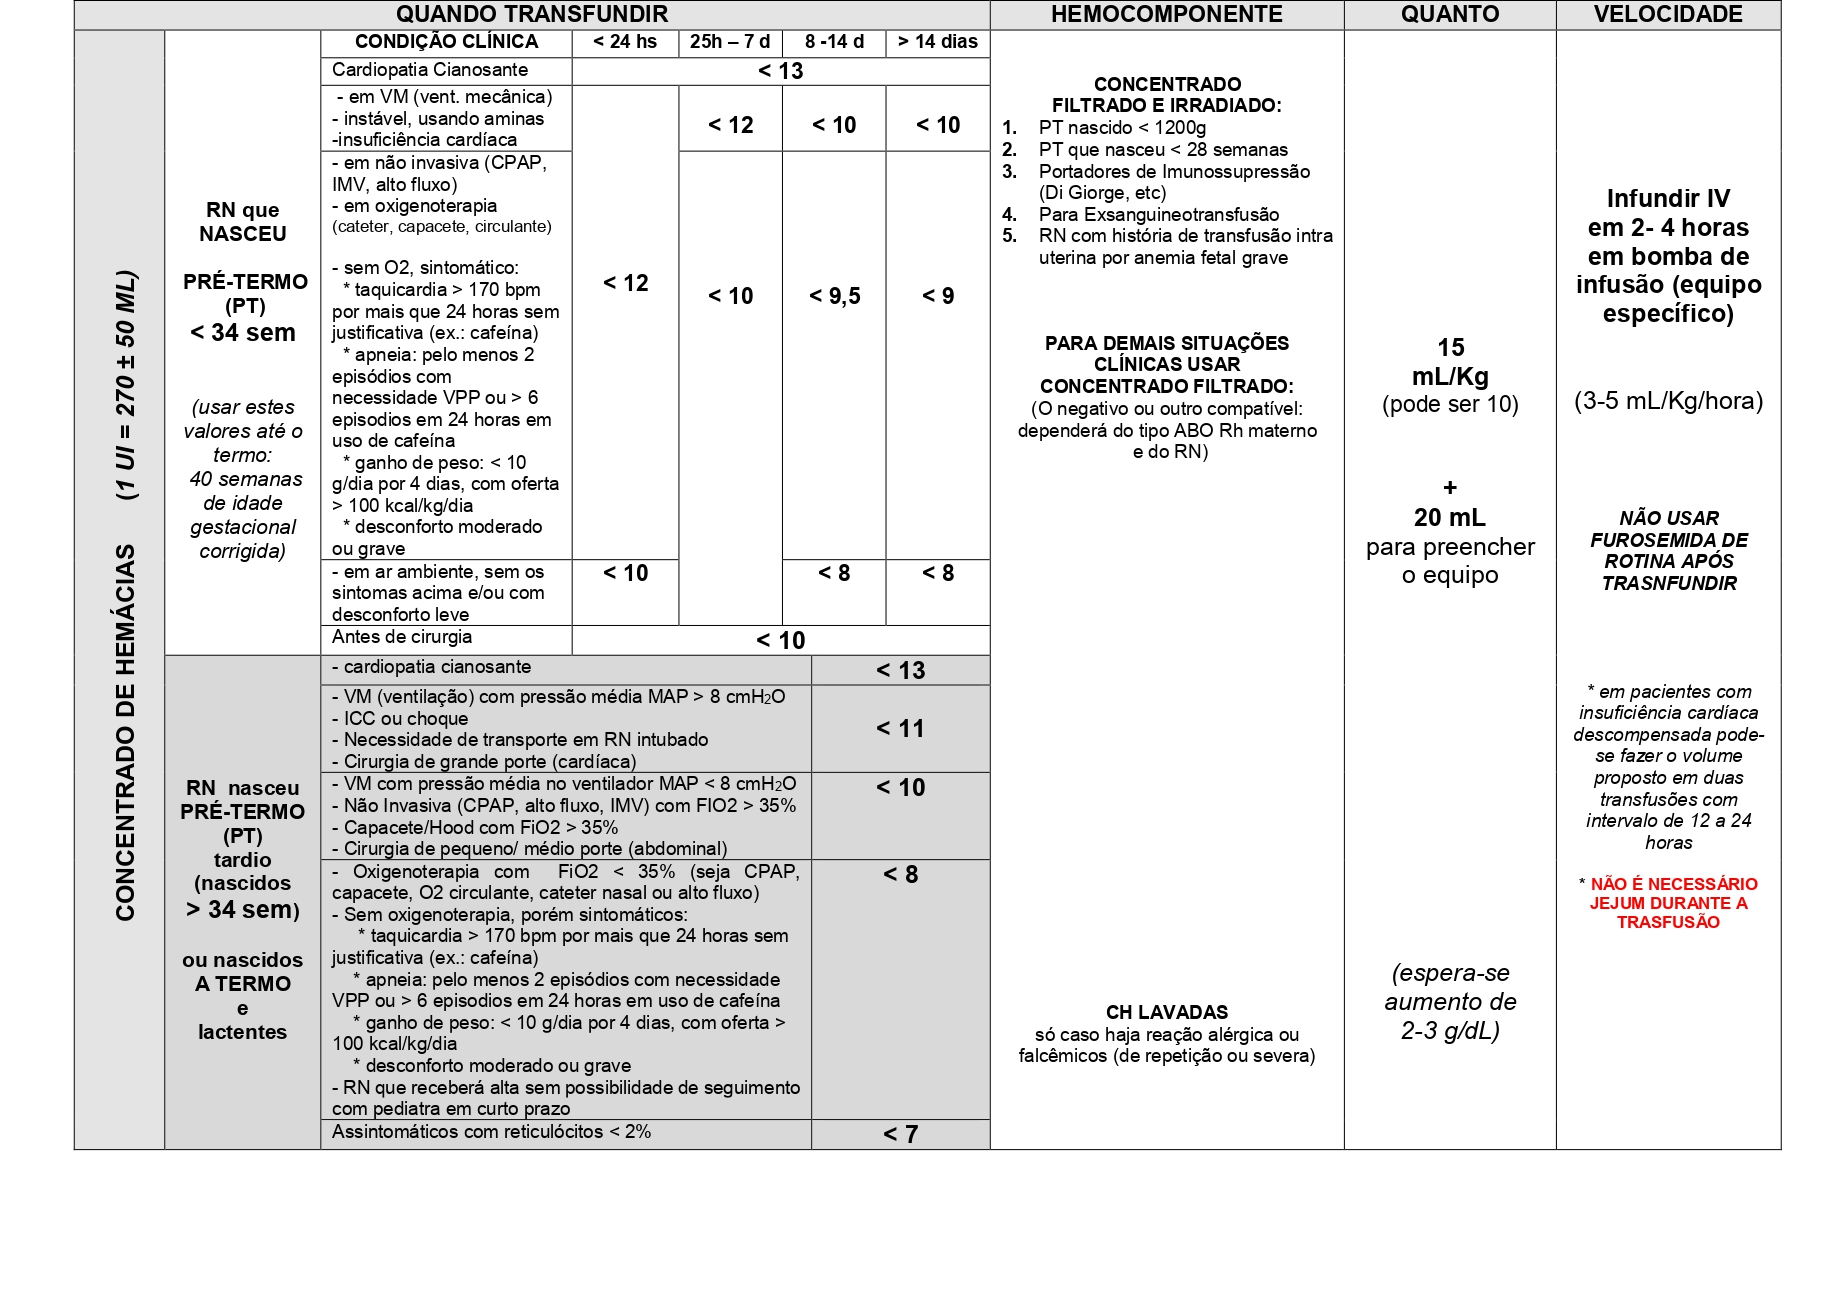 QUANDO TRANSFUNDIR
HEMOCOMPONENTE
QUANTO
VELOCIDADE
CONCENTRADO DE HEMÁCIAS (1 UI = 270 ± 50 ML)
RN que
NASCEU
PRÉ-TERMO
(PT)
< 34 sem
(usar estes
valores até o
termo:
40 semanas
de idade
gestacional
corrigida)
CONDIÇÃO CLÍNICA
< 24 hs
25h – 7 d
8 -14 d
> 14 dias
Cardiopatia Cianosante
< 13
- em VM (vent. mecânica)
- instável, usando aminas
-insuficiência cardíaca
< 12
< 12
< 10
< 10
- em não invasiva (CPAP,
IMV, alto fluxo)
- em oxigenoterapia
(cateter, capacete, circulante)
- sem O2, sintomático:
* taquicardia > 170 bpm
por mais que 24 horas sem
justificativa (ex.: cafeína)
* apneia: pelo menos 2
episódios com
necessidade VPP ou > 6
episodios em 24 horas em
uso de cafeína
* ganho de peso: < 10
g/dia por 4 dias, com oferta
> 100 kcal/kg/dia
* desconforto moderado
ou grave
< 10
< 9,5
< 9
- em ar ambiente, sem os
sintomas acima e/ou com
desconforto leve
< 10
< 8
< 8
Antes de cirurgia
< 10
RN nasceu
PRÉ-TERMO
(PT)
tardio
(nascidos
> 34 sem)
ou nascidos
A TERMO
e
lactentes
- cardiopatia cianosante
< 13
- VM (ventilação) com pressão média MAP > 8 cmH2O
- ICC ou choque
- Necessidade de transporte em RN intubado
- Cirurgia de grande porte (cardíaca)
< 11
- VM com pressão média no ventilador MAP < 8 cmH2O
- Não Invasiva (CPAP, alto fluxo, IMV) com FIO2 > 35%
- Capacete/Hood com FiO2 > 35%
- Cirurgia de pequeno/ médio porte (abdominal)
< 10
- Oxigenoterapia com FiO2 < 35% (seja CPAP,
capacete, O2 circulante, cateter nasal ou alto fluxo)
- Sem oxigenoterapia, porém sintomáticos:
* taquicardia > 170 bpm por mais que 24 horas sem
justificativa (ex.: cafeína)
* apneia: pelo menos 2 episódios com necessidade
VPP ou > 6 episodios em 24 horas em uso de cafeína
* ganho de peso: < 10 g/dia por 4 dias, com oferta >
100 kcal/kg/dia
* desconforto moderado ou grave
- RN que receberá alta sem possibilidade de seguimento
com pediatra em curto prazo
< 8
Assintomáticos com reticulócitos < 2%
< 7
CONCENTRADO
FILTRADO E IRRADIADO:
1. PT nascido < 1200g
2. PT que nasceu < 28 semanas
3. Portadores de Imunossupressão
(Di Giorge, etc)
4. Para Exsanguineotransfusão
5. RN com história de transfusão intra
uterina por anemia fetal grave
PARA DEMAIS SITUAÇÕES
CLÍNICAS USAR
CONCENTRADO FILTRADO:
(O negativo ou outro compatível:
dependerá do tipo ABO Rh materno
e do RN)
CH LAVADAS
só caso haja reação alérgica ou
falcêmicos (de repetição ou severa)
15
mL/Kg
(pode ser 10)
+
20 mL
para preencher
o equipo
(espera-se
aumento de
2-3 g/dL)
Infundir IV
em 2- 4 horas
em bomba de
infusão (equipo
específico)
(3-5 mL/Kg/hora)
NÃO USAR
FUROSEMIDA DE
ROTINA APÓS
TRASNFUNDIR
* em pacientes com
insuficiência cardíaca
descompensada pode-
se fazer o volume
proposto em duas
transfusões com
intervalo de 12 a 24
horas
* NÃO É NECESSÁRIO
JEJUM DURANTE A
TRASFUSÃO